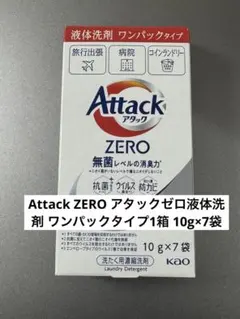 液体洗剤 ワンパックタイプ
旅行出張
病院
コインランドリー
Attack
アタック
ZERO
無菌レベルの消臭力
抗菌
ウイルス
防カビ
Attack ZERO アタックゼロ液体洗
剤 ワンパックタイプ1箱 10g×7袋
10g×7袋
洗たく用濃縮洗剤
Laundry Detergent
Kao